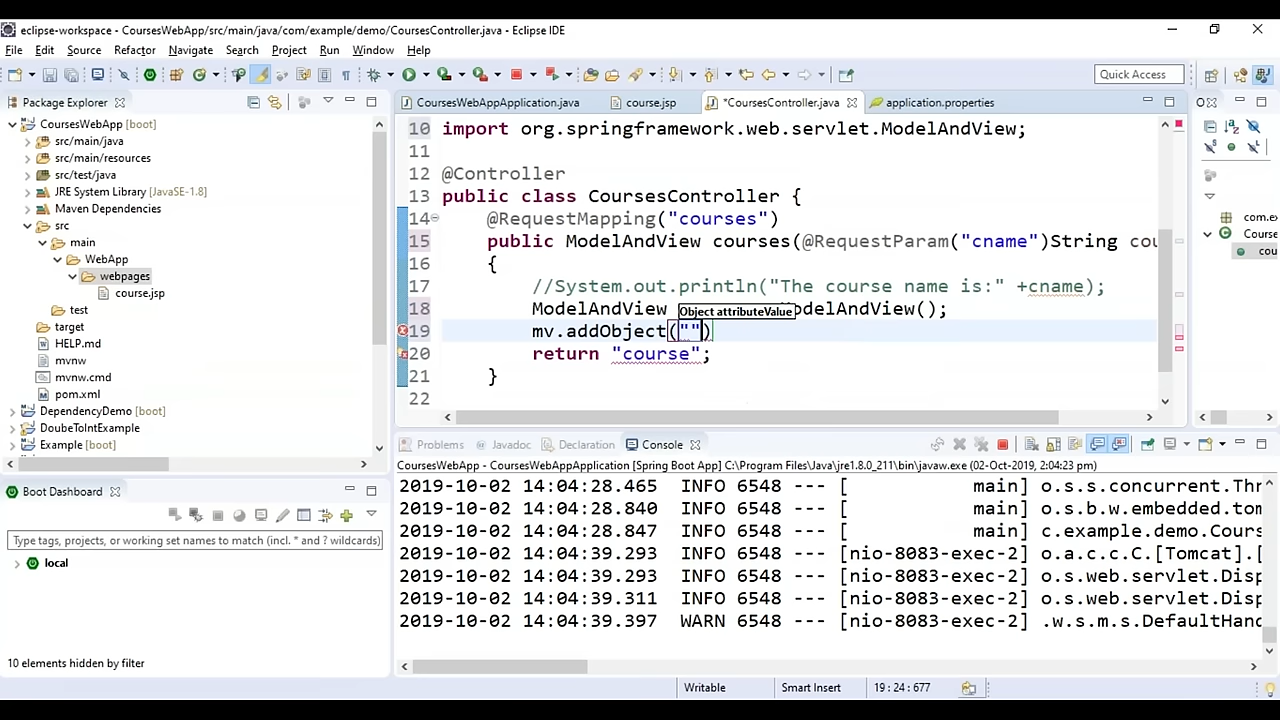 eclipse-workspace - CoursesWebApp/src/main/java/com/example/demo/CoursesController.java - Eclipse IDE
File Edit Source Refactor Navigate Search Project Run Window Help
Quick Access
Package Explorer
CoursesWebApp [boot]
src/main/java
src/main/resources
src/test/java
JRE System Library [JavaSE-1.8]
Maven Dependencies
src
main
WebApp
webpages
course.jsp
test
target
HELP.md
mvnw
mvnw.cmd
pom.xml
DependencyDemo [boot]
DoubeToIntExample
Example [boot]
Boot Dashboard
Type tags, projects, or working set names to match (incl. * and ? wildcards)
local
10 elements hidden by filter
CoursesWebAppApplication.java course.jsp *CoursesController.java application.properties
10 import org.springframework.web.servlet.ModelAndView;
11
12 @Controller
13 public class CoursesController {
14 @RequestMapping("courses")
15 public ModelAndView courses(@RequestParam("cname")String cou
16 {
17 //System.out.println("The course name is:" +cname);
18 ModelAndView delAndView();
Object attributeValue
19 mv.addObject("")
20 return "course";
21 }
22
Problems Javadoc Declaration Console
CoursesWebApp - CoursesWebAppApplication [Spring Boot App] C:\Program Files\Java\jre1.8.0_211\bin\javaw.exe (02-Oct-2019, 2:04:23 pm)
2019-10-02 14:04:28.465 INFO 6548 --- [ main] o.s.s.concurrent.Thr
2019-10-02 14:04:28.840 INFO 6548 --- [ main] o.s.b.w.embedded.tom
2019-10-02 14:04:28.847 INFO 6548 --- [ main] c.example.demo.Cours
2019-10-02 14:04:39.293 INFO 6548 --- [nio-8083-exec-2] o.a.c.c.C.[Tomcat].[
2019-10-02 14:04:39.293 INFO 6548 --- [nio-8083-exec-2] o.s.web.servlet.Disp
2019-10-02 14:04:39.311 INFO 6548 --- [nio-8083-exec-2] o.s.web.servlet.Disp
2019-10-02 14:04:39.397 WARN 6548 --- [nio-8083-exec-2] .w.s.m.s.DefaultHand
O
com.ex
Course
cou
Writable Smart Insert 19 : 24 : 677